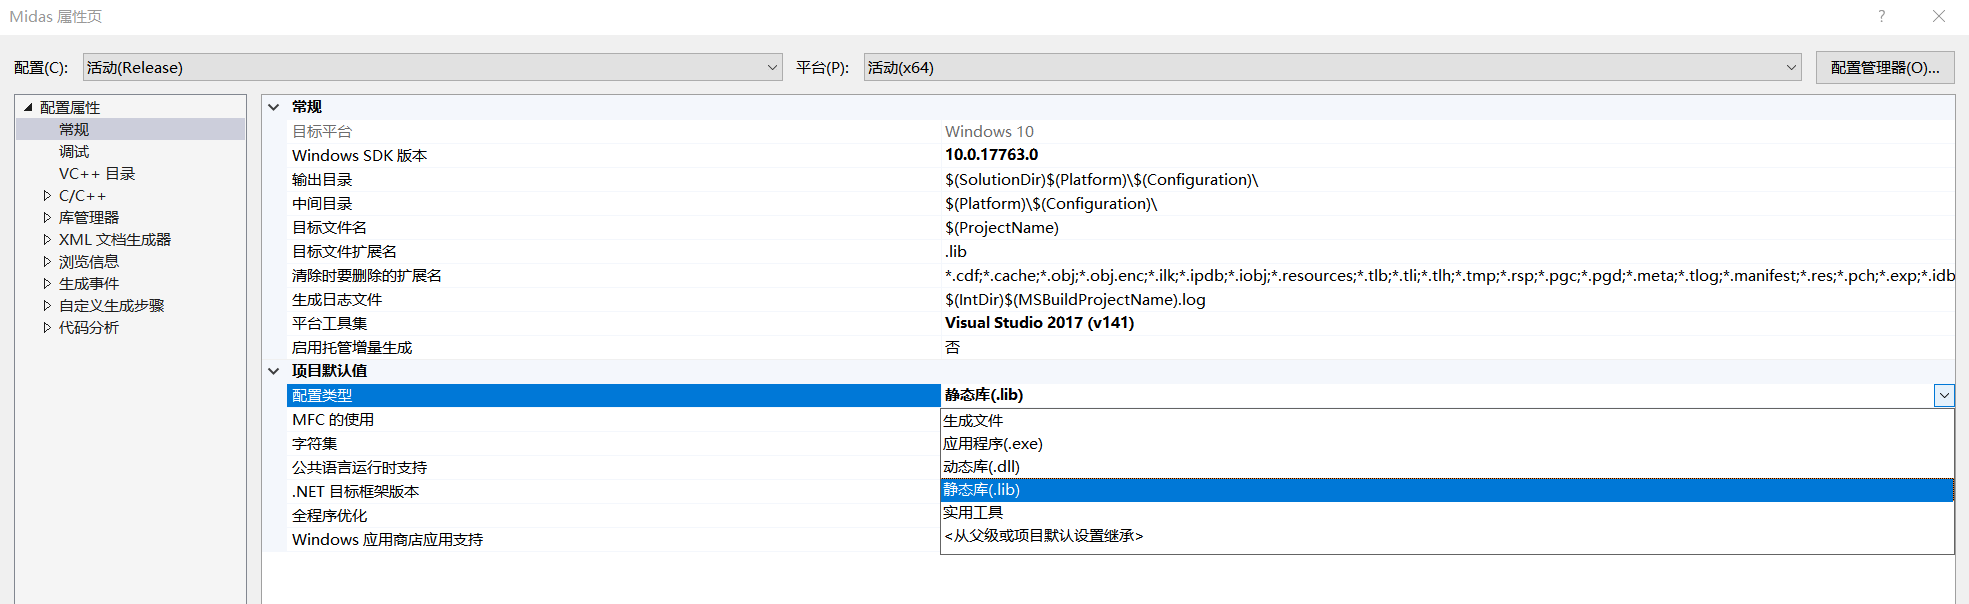 Midas 属性页
?
配置(C): 活动(Release) 平台(P): 活动(x64) 配置管理器(O)...
配置属性
常规
调试
VC++ 目录
C/C++
库管理器
XML 文档生成器
浏览信息
生成事件
自定义生成步骤
代码分析
常规
目标平台 Windows 10
Windows SDK 版本 10.0.17763.0
输出目录 $(SolutionDir)$(Platform)\$(Configuration)\
中间目录 $(Platform)\$(Configuration)\
目标文件名 $(ProjectName)
目标文件扩展名 .lib
清除时要删除的扩展名 *.cdf;*.cache;*.obj;*.obj.enc;*.ilk;*.ipdb;*.iobj;*.resources;*.tlb;*.tli;*.tlh;*.tmp;*.rsp;*.pgc;*.pgd;*.meta;*.tlog;*.manifest;*.res;*.pch;*.exp;*.idb
生成日志文件 $(IntDir)$(MSBuildProjectName).log
平台工具集 Visual Studio 2017 (v141)
启用托管增量生成 否
项目默认值
配置类型 静态库(.lib)
MFC 的使用
字符集
公共语言运行时支持
.NET 目标框架版本
全程序优化
Windows 应用商店应用支持
生成文件
应用程序(.exe)
动态库(.dll)
静态库(.lib)
实用工具
<从父级或项目默认设置继承>